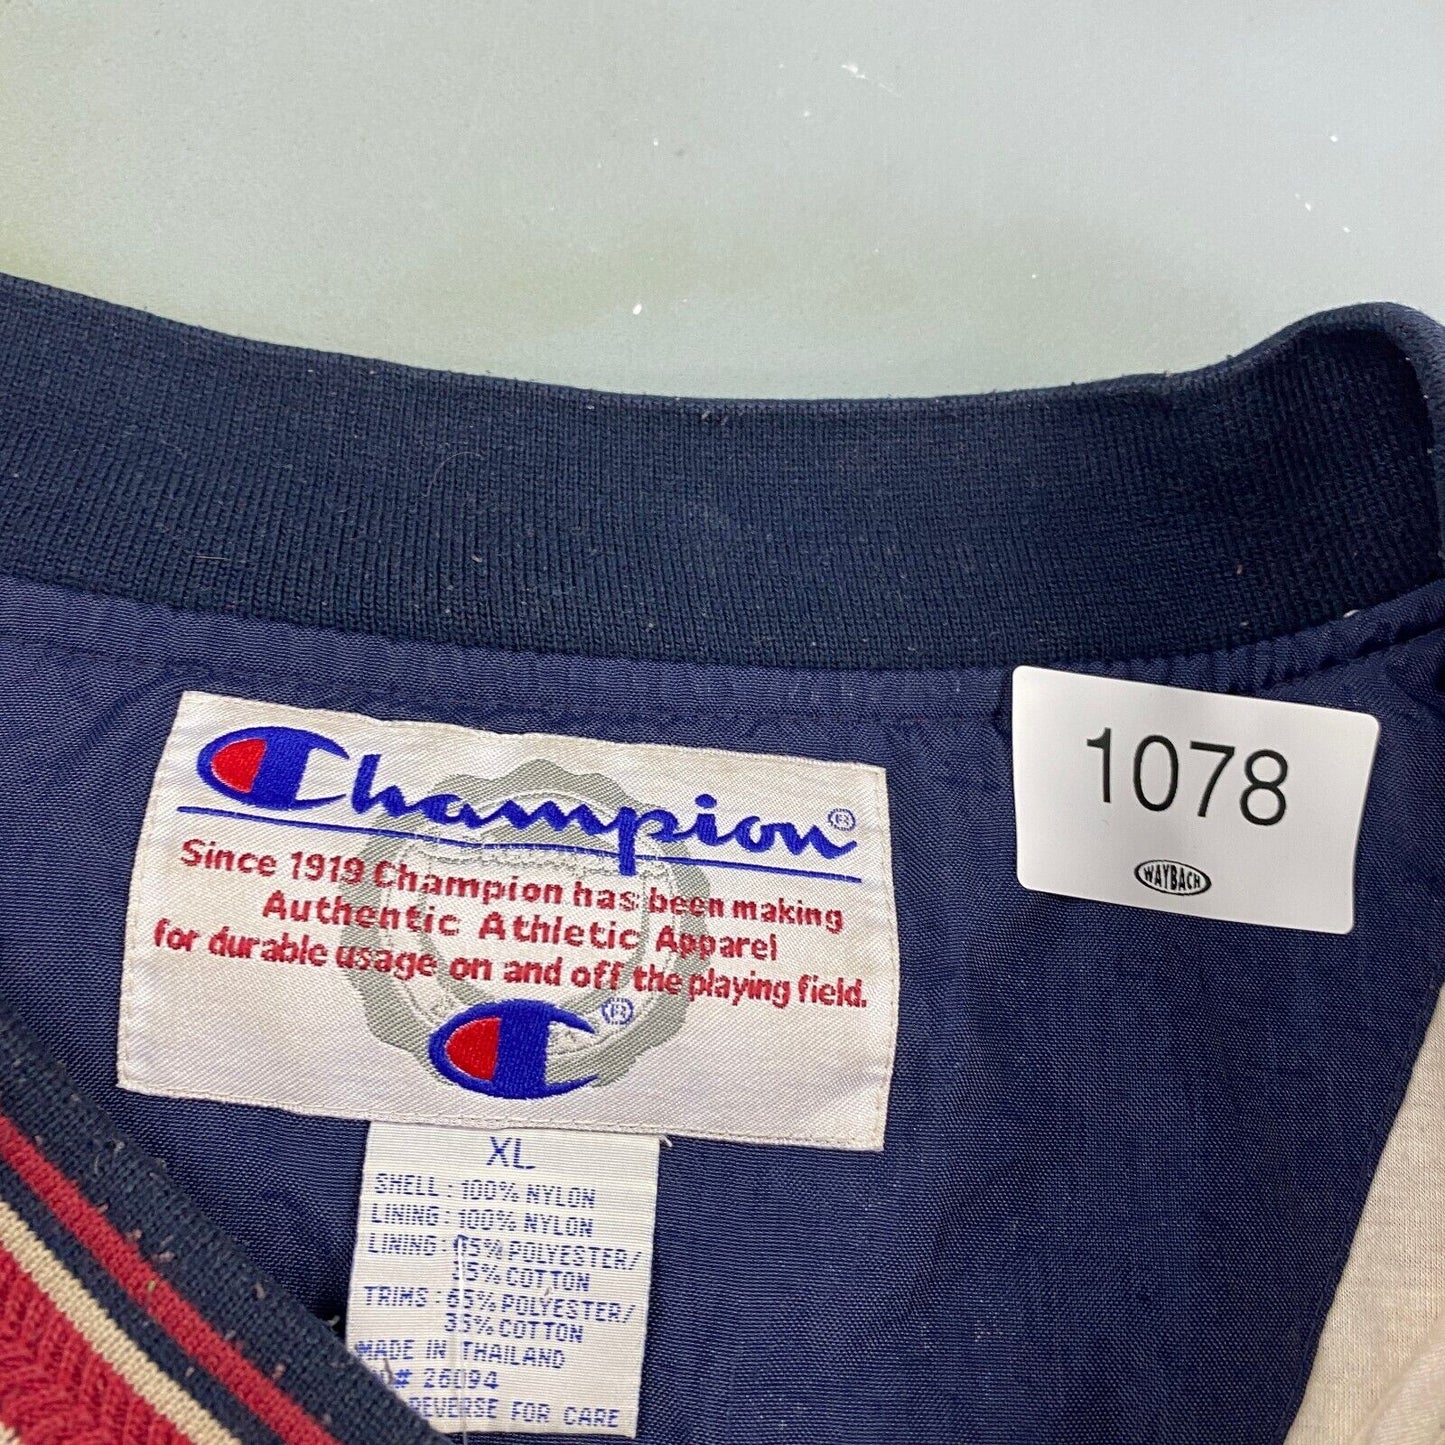 Champion®
Since 1919 Champion has been making
Authentic Athletic Apparel
for durable usage on and off the playing field.
®
1078
WAYBACH
XL
SHELL: 100% NYLON
LINING: 100% NYLON
LINING: 65% POLYESTER/
35% COTTON
TRIMS: 65% POLYESTER/
35% COTTON
MADE IN THAILAND
# 26094
REVERSE FOR CARE